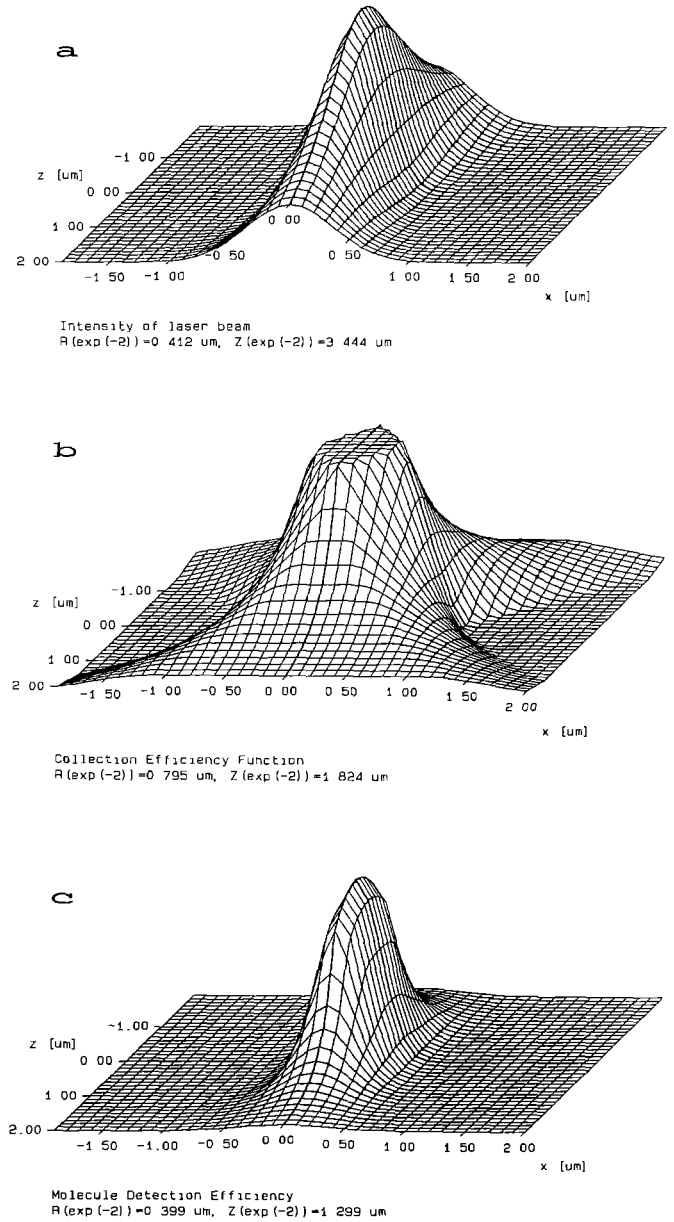 a
-1 00
z [um]
0 00
1 00
2 00
-1 50
-1 00
-0 50
0 00
0 50
1 00
1 50
2 00
x [um]
Intensity of laser beam
R(exp(-2))=0 412 um, Z(exp(-2))=3 444 um
b
-1.00
z [um]
0 00
1 00
2 00
-1 50
-1 00
-0 50
0 00
0 50
1 00
1 50
2 00
x [um]
Collection Efficiency Function
R(exp(-2))=0 795 um, Z(exp(-2))=1 824 um
c
-1.00
z [um]
0 00
1 00
2.00
-1 50
-1.00
-0 50
0 00
0 50
1 00
1 50
2 00
x [um]
Molecule Detection Efficiency
R(exp(-2))=0 399 um, Z(exp(-2))=1 299 um